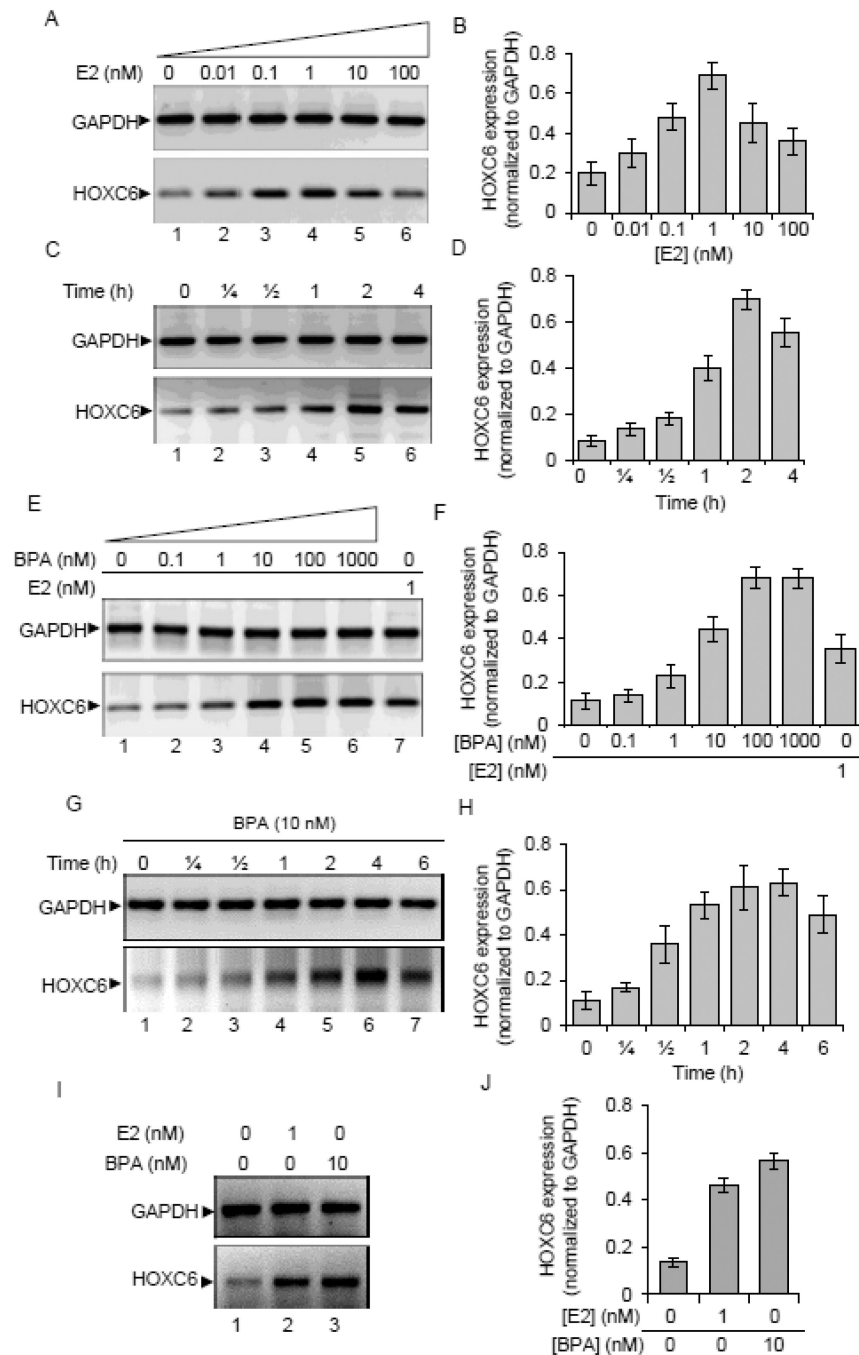 A
E2 (nM) 0 0.01 0.1 1 10 100
GAPDH
HOXC6
1 2 3 4 5 6
B
HOXC6 expression
(normalized to GAPDH)
0.8
0.6
0.4
0.2
0
0 0.01 0.1 1 10 100
[E2] (nM)
C
Time (h) 0 ¼ ½ 1 2 4
GAPDH
HOXC6
1 2 3 4 5 6
D
HOXC6 expression
(normalized to GAPDH)
0.8
0.6
0.4
0.2
0
0 ¼ ½ 1 2 4
Time (h)
E
BPA (nM) 0 0.1 1 10 100 1000 0
E2 (nM) 1
GAPDH
HOXC6
1 2 3 4 5 6 7
F
HOXC6 expression
(normalized to GAPDH)
0.8
0.6
0.4
0.2
0
[BPA] (nM) 0 0.1 1 10 100 1000 0
[E2] (nM) 1
G
BPA (10 nM)
Time (h) 0 ¼ ½ 1 2 4 6
GAPDH
HOXC6
1 2 3 4 5 6 7
H
HOXC6 expression
(normalized to GAPDH)
0.8
0.6
0.4
0.2
0
0 ¼ ½ 1 2 4 6
Time (h)
I
E2 (nM) 0 1 0
BPA (nM) 0 0 10
GAPDH
HOXC6
1 2 3
J
HOXC6 expression
(normalized to GAPDH)
0.8
0.6
0.4
0.2
0
[E2] (nM) 0 1 0
[BPA] (nM) 0 0 10